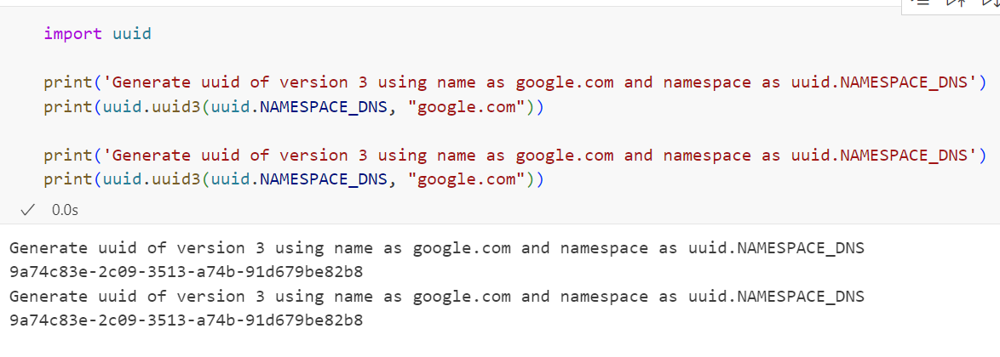 import uuid
print('Generate uuid of version 3 using name as google.com and namespace as uuid.NAMESPACE_DNS')
print(uuid.uuid3(uuid.NAMESPACE_DNS, "google.com"))
print('Generate uuid of version 3 using name as google.com and namespace as uuid.NAMESPACE_DNS')
print(uuid.uuid3(uuid.NAMESPACE_DNS, "google.com"))
0.0s
Generate uuid of version 3 using name as google.com and namespace as uuid.NAMESPACE_DNS
9a74c83e-2c09-3513-a74b-91d679be82b8
Generate uuid of version 3 using name as google.com and namespace as uuid.NAMESPACE_DNS
9a74c83e-2c09-3513-a74b-91d679be82b8